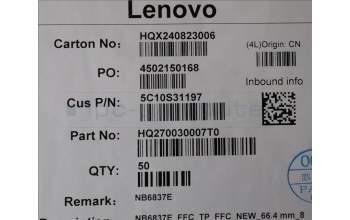 Lenovo
Carton No: HQX240823006
(4L)Origin: CN
PO: 4502150168
Inbound info
Cus P/N: 5C10S31197
Part No: HQ270030007T0
QTY: 50
Remark: NB6837E
NB6837E_FFC_TP_FFC_NEW_66.4 mm_8